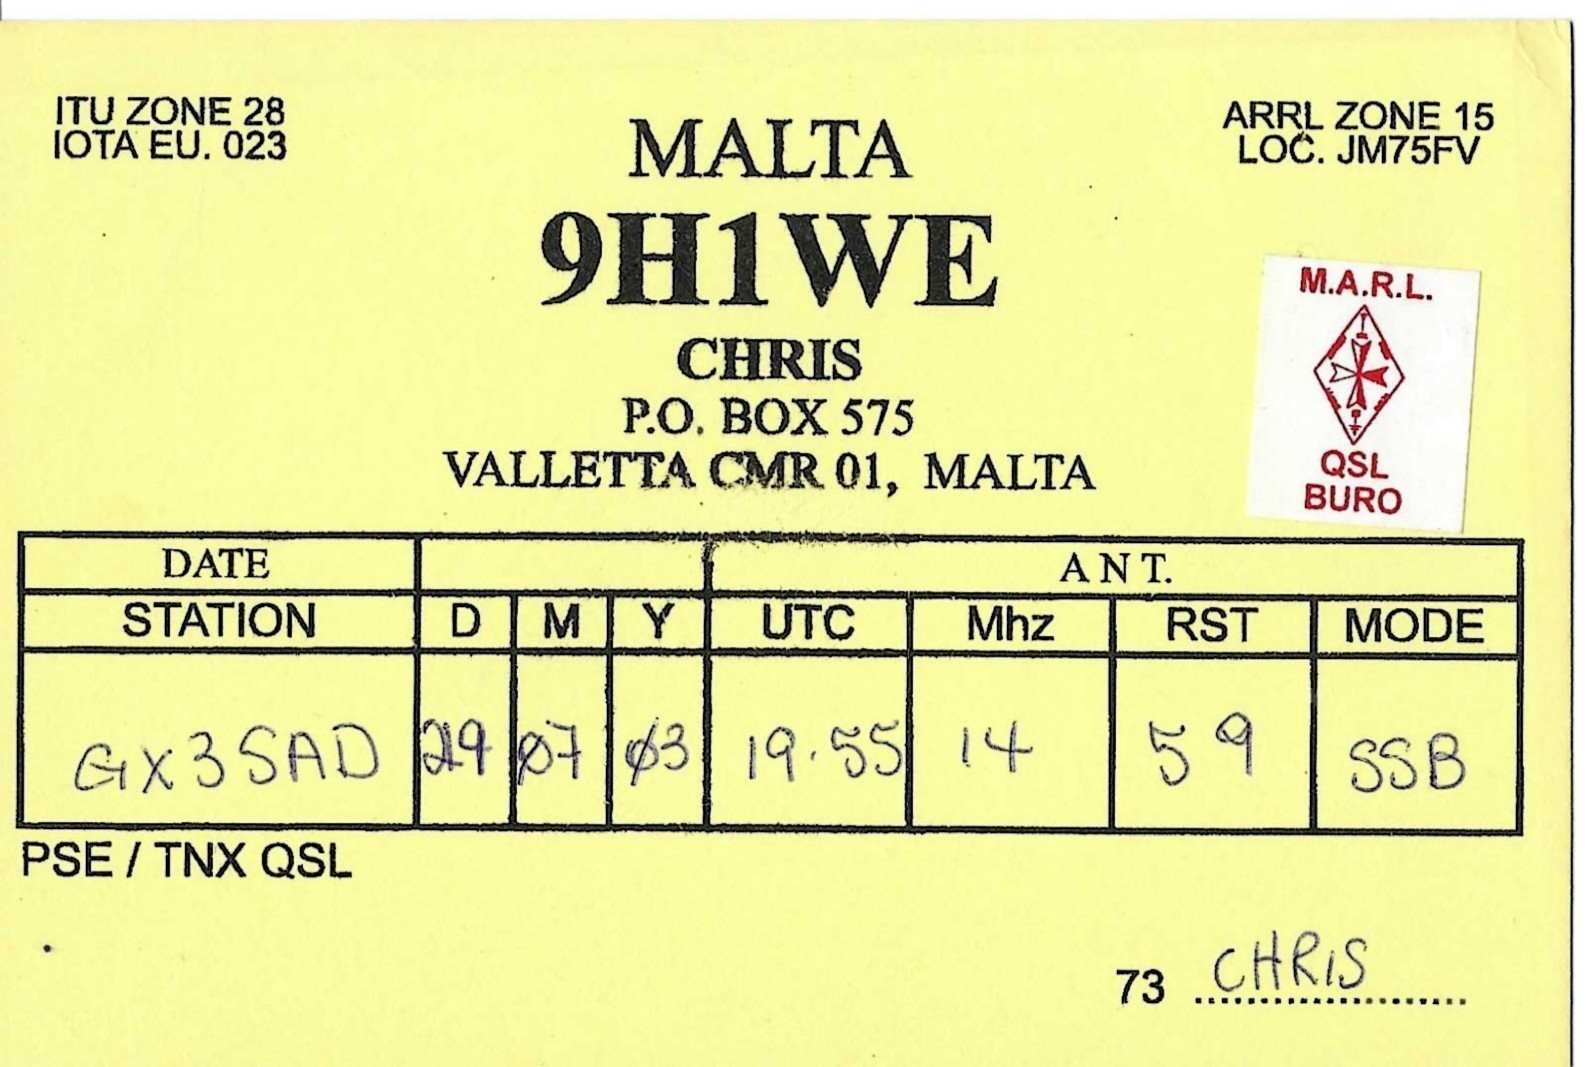 ITU ZONE 28
IOTA EU. 023
ARRL ZONE 15
LOC. JM75FV
MALTA
9H1WE
CHRIS
P.O. BOX 575
VALLETTA CMR 01, MALTA
M.A.R.L.
QSL
BURO
DATE ANT.
STATION D M Y UTC Mhz RST MODE
GX3SAD 29 07 03 19.55 14 59 SSB
PSE / TNX QSL
73 CHRIS